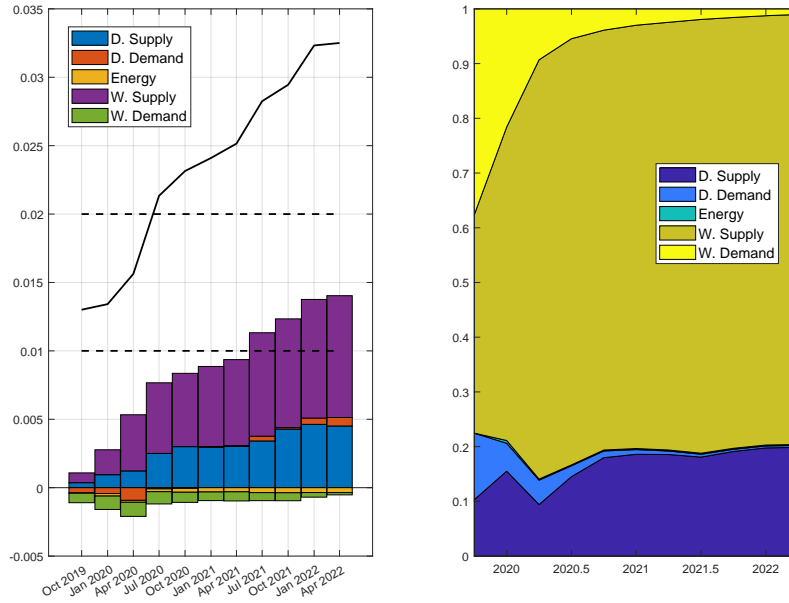 0.035
0.03
0.025
0.02
0.015
0.01
0.005
0
-0.005
D. Supply
D. Demand
Energy
W. Supply
W. Demand
Oct 2019
Jan 2020
Apr 2020
Jul 2020
Oct 2020
Jan 2021
Apr 2021
Jul 2021
Oct 2021
Jan 2022
Apr 2022
1
0.9
0.8
0.7
0.6
0.5
0.4
0.3
0.2
0.1
0
D. Supply
D. Demand
Energy
W. Supply
W. Demand
2020
2020.5
2021
2021.5
2022